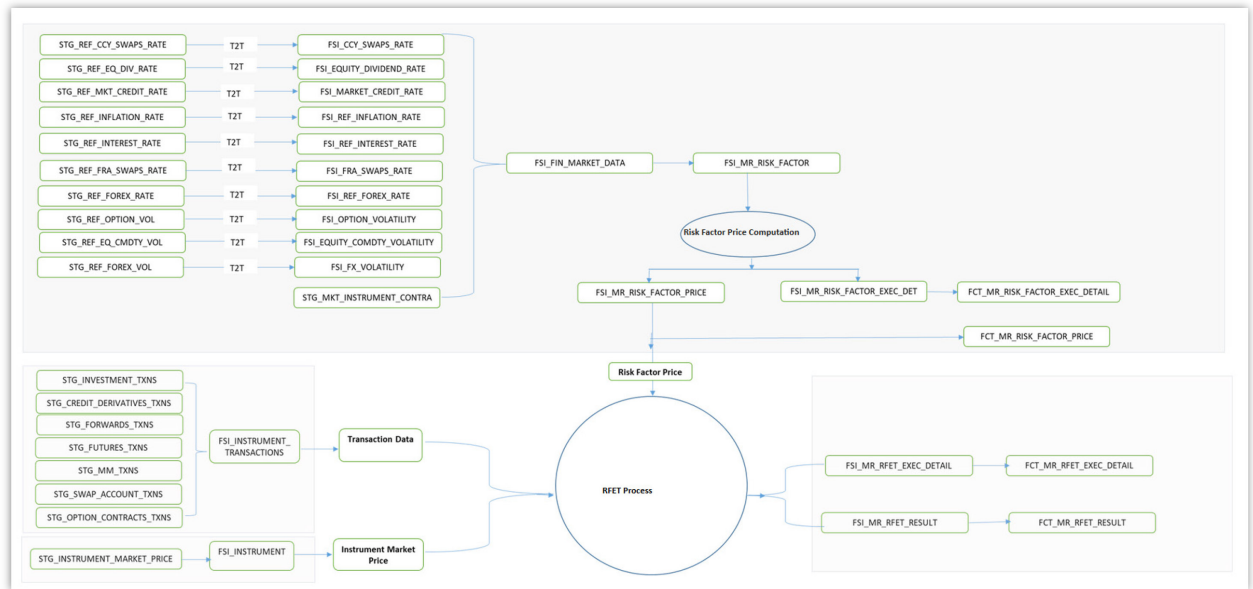 STG_REF_CCY_SWAPS_RATE T2T FSI_CCY_SWAPS_RATE
STG_REF_EQ_DIV_RATE T2T FSI_EQUITY_DIVIDEND_RATE
STG_REF_MKT_CREDIT_RATE T2T FSI_MARKET_CREDIT_RATE
STG_REF_INFLATION_RATE T2T FSI_REF_INFLATION_RATE
STG_REF_INTEREST_RATE T2T FSI_REF_INTEREST_RATE
STG_REF_FRA_SWAPS_RATE T2T FSI_FRA_SWAPS_RATE
STG_REF_FOREX_RATE T2T FSI_REF_FOREX_RATE
STG_REF_OPTION_VOL T2T FSI_OPTION_VOLATILITY
STG_REF_EQ_CMDTY_VOL T2T FSI_EQUITY_COMDTY_VOLATILITY
STG_REF_FOREX_VOL T2T FSI_FX_VOLATILITY
STG_MKT_INSTRUMENT_CONTRA
FSI_FIN_MARKET_DATA FSI_MR_RISK_FACTOR
Risk Factor Price Computation
FSI_MR_RISK_FACTOR_PRICE FSI_MR_RISK_FACTOR_EXEC_DET FCT_MR_RISK_FACTOR_EXEC_DETAIL
FCT_MR_RISK_FACTOR_PRICE
Risk Factor Price
STG_INVESTMENT_TXNS
STG_CREDIT_DERIVATIVES_TXNS
STG_FORWARDS_TXNS
STG_FUTURES_TXNS
STG_MM_TXNS
STG_SWAP_ACCOUNT_TXNS
STG_OPTION_CONTRACTS_TXNS
FSI_INSTRUMENT_
TRANSACTIONS
Transaction Data
STG_INSTRUMENT_MARKET_PRICE FSI_INSTRUMENT
Instrument Market
Price
RFET Process
FSI_MR_RFET_EXEC_DETAIL FCT_MR_RFET_EXEC_DETAIL
FSI_MR_RFET_RESULT FCT_MR_RFET_RESULT